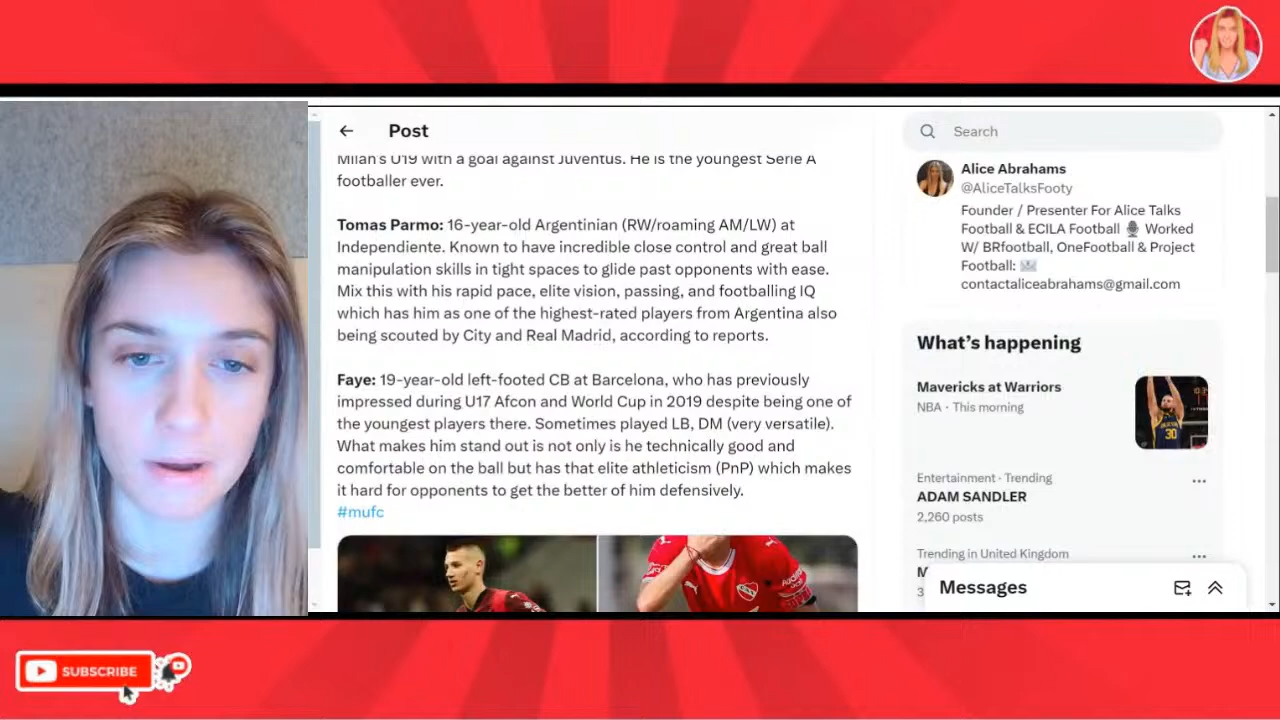 Post
Milan's U19 with a goal against Juventus. He is the youngest Serie A
footballer ever.
Tomas Parmo: 16-year-old Argentinian (RW/roaming AM/LW) at
Independiente. Known to have incredible close control and great ball
manipulation skills in tight spaces to glide past opponents with ease.
Mix this with his rapid pace, elite vision, passing, and footballing IQ
which has him as one of the highest-rated players from Argentina also
being scouted by City and Real Madrid, according to reports.
Faye: 19-year-old left-footed CB at Barcelona, who has previously
impressed during U17 Afcon and World Cup in 2019 despite being one of
the youngest players there. Sometimes played LB, DM (very versatile).
What makes him stand out is not only is he technically good and
comfortable on the ball but has that elite athleticism (PnP) which makes
it hard for opponents to get the better of him defensively.
#mufc
Search
Alice Abrahams
@AliceTalksFooty
Founder / Presenter For Alice Talks
Football & ECILA Football 🎙️ Worked
W/ BRfootball, OneFootball & Project
Football: 📩
contactaliceabrahams@gmail.com
What's happening
Mavericks at Warriors
NBA · This morning
30
Entertainment · Trending
ADAM SANDLER
2,260 posts
Trending in United Kingdom
Messages
SUBSCRIBE